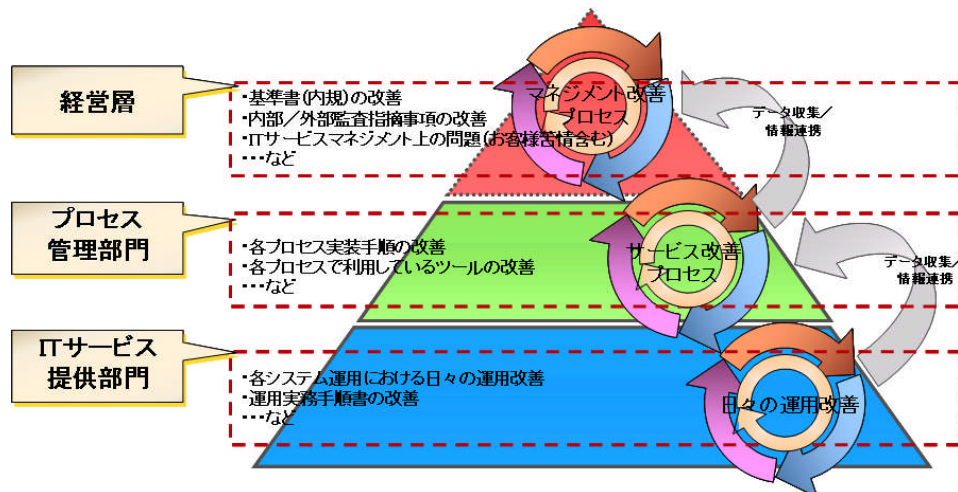 経営層
・基準書(内規)の改善
・内部／外部監査指摘事項の改善
・ITサービスマネジメント上の問題(お客様苦情含む)
・・・など
マネジメント改善
プロセス
データ収集／
情報連携
プロセス
管理部門
・各プロセス実装手順の改善
・各プロセスで利用しているツールの改善
・・・など
サービス改善
プロセス
データ収集／
情報連携
ITサービス
提供部門
・各システム運用における日々の運用改善
・運用実務手順書の改善
・・・など
日々の運用改善